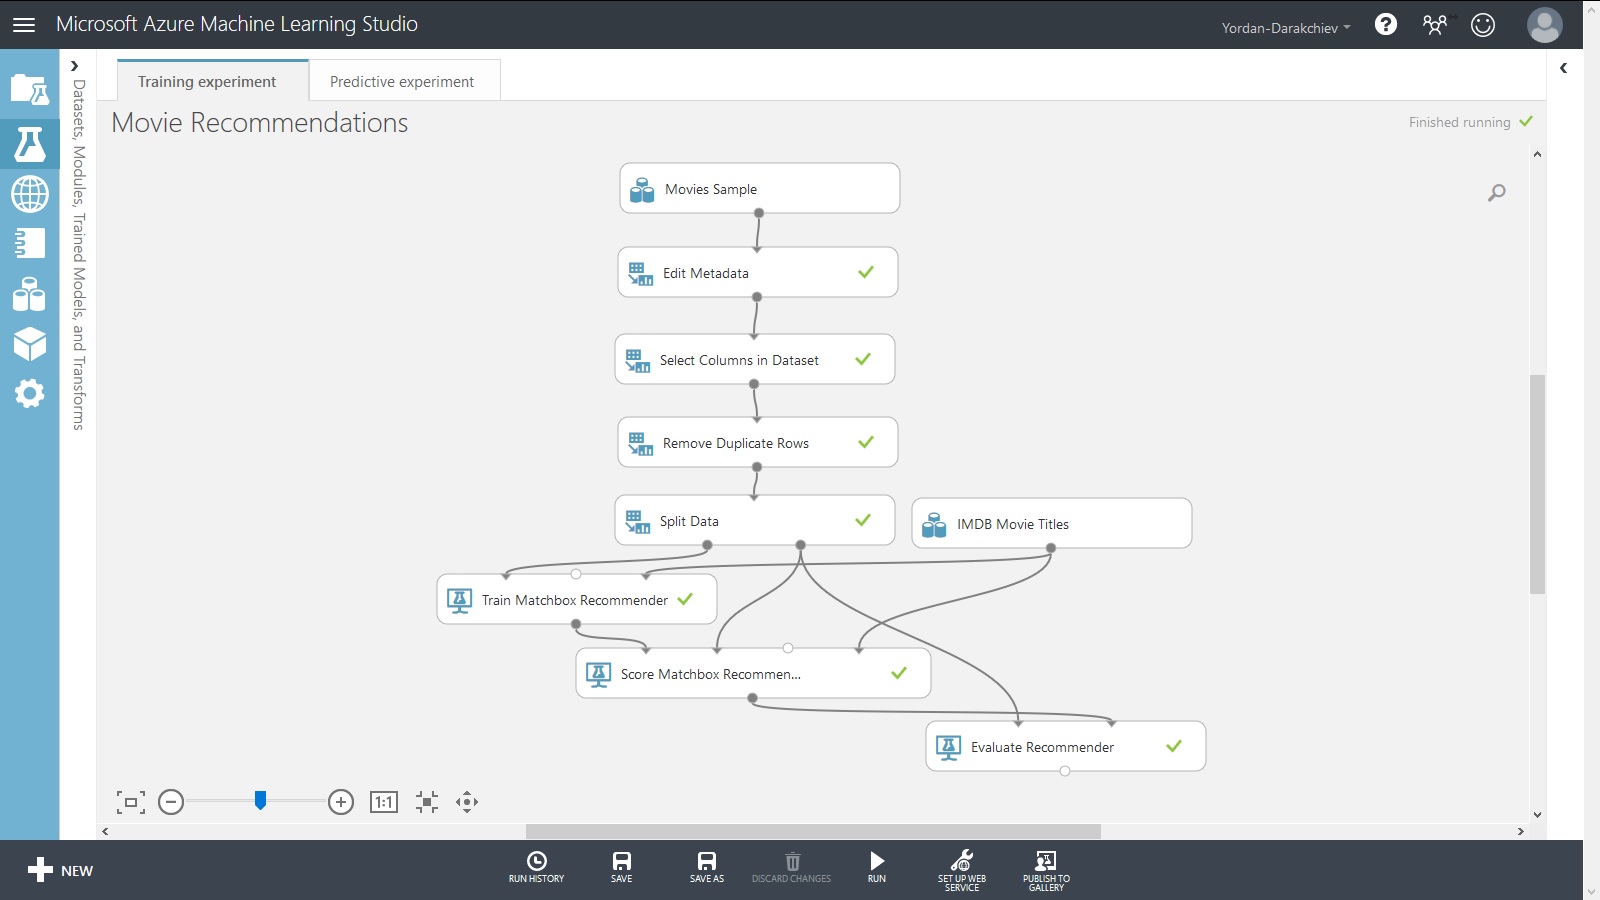 Microsoft Azure Machine Learning Studio
Yordan-Darakchiev
?
Training experiment
Predictive experiment
Datasets, Modules, Trained Models, and Transforms
Movie Recommendations
Finished running
Movies Sample
Edit Metadata
Select Columns in Dataset
Remove Duplicate Rows
Split Data
IMDB Movie Titles
Train Matchbox Recommender
Score Matchbox Recommen...
Evaluate Recommender
1:1
NEW
RUN HISTORY
SAVE
SAVE AS
DISCARD CHANGES
RUN
SET UP WEB
SERVICE
PUBLISH TO
GALLERY